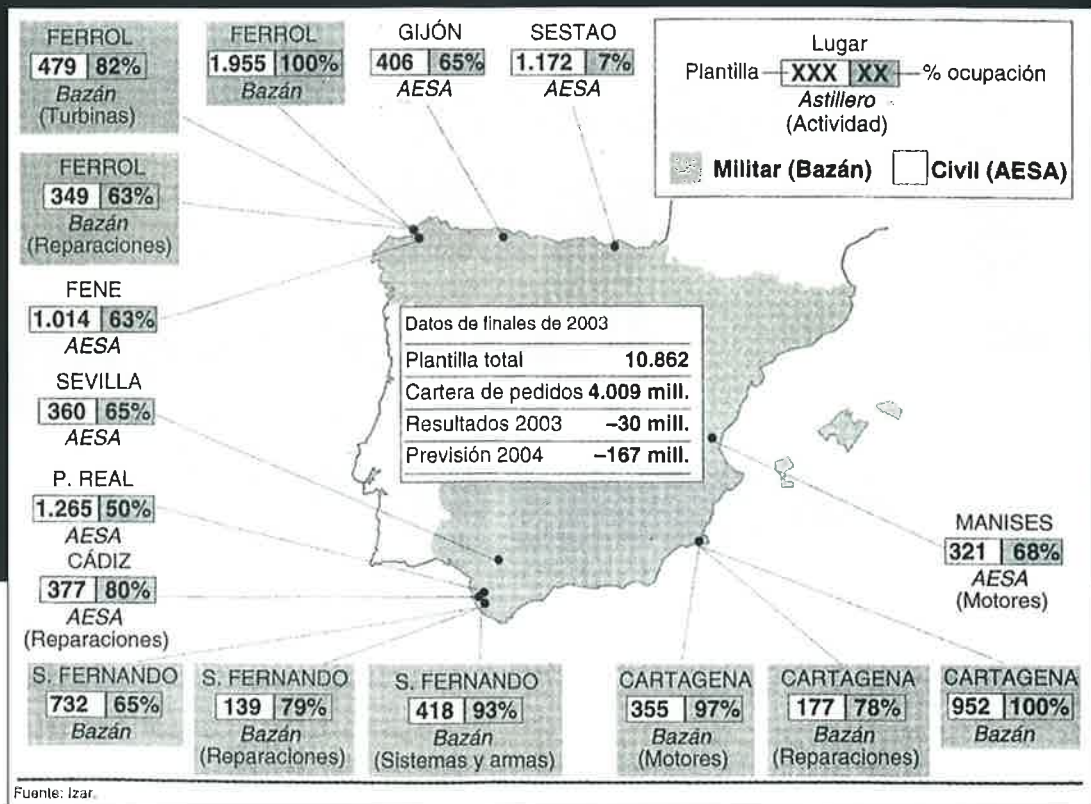 FERROL
479 82%
Bazán
(Turbinas)
FERROL
1.955 100%
Bazán
GIJÓN
406 65%
AESA
SESTAO
1.172 7%
AESA
Lugar
Plantilla XXX XX % ocupación
Astillero
(Actividad)
Militar (Bazán) Civil (AESA)
FERROL
349 63%
Bazán
(Reparaciones)
FENE
1.014 63%
AESA
SEVILLA
360 65%
AESA
P. REAL
1.265 50%
AESA
CÁDIZ
377 80%
AESA
(Reparaciones)
Datos de finales de 2003
Plantilla total 10.862
Cartera de pedidos 4.009 mill.
Resultados 2003 –30 mill.
Previsión 2004 –167 mill.
MANISES
321 68%
AESA
(Motores)
S. FERNANDO
732 65%
Bazán
S. FERNANDO
139 79%
Bazán
(Reparaciones)
S. FERNANDO
418 93%
Bazán
(Sistemas y armas)
CARTAGENA
355 97%
Bazán
(Motores)
CARTAGENA
177 78%
Bazán
(Reparaciones)
CARTAGENA
952 100%
Bazán
Fuente: Izar.